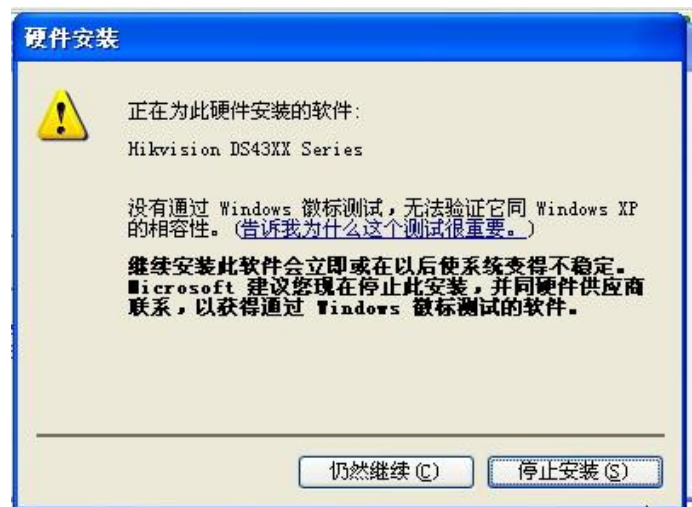 硬件安装
正在为此硬件安装的软件:
Hikvision DS43XX Series
没有通过 Windows 徽标测试，无法验证它同 Windows XP
的相容性。(告诉我为什么这个测试很重要。)
继续安装此软件会立即或在以后使系统变得不稳定。
Microsoft 建议您现在停止此安装，并同硬件供应商
联系，以获得通过 Windows 徽标测试的软件。
仍然继续(C) 停止安装(S)